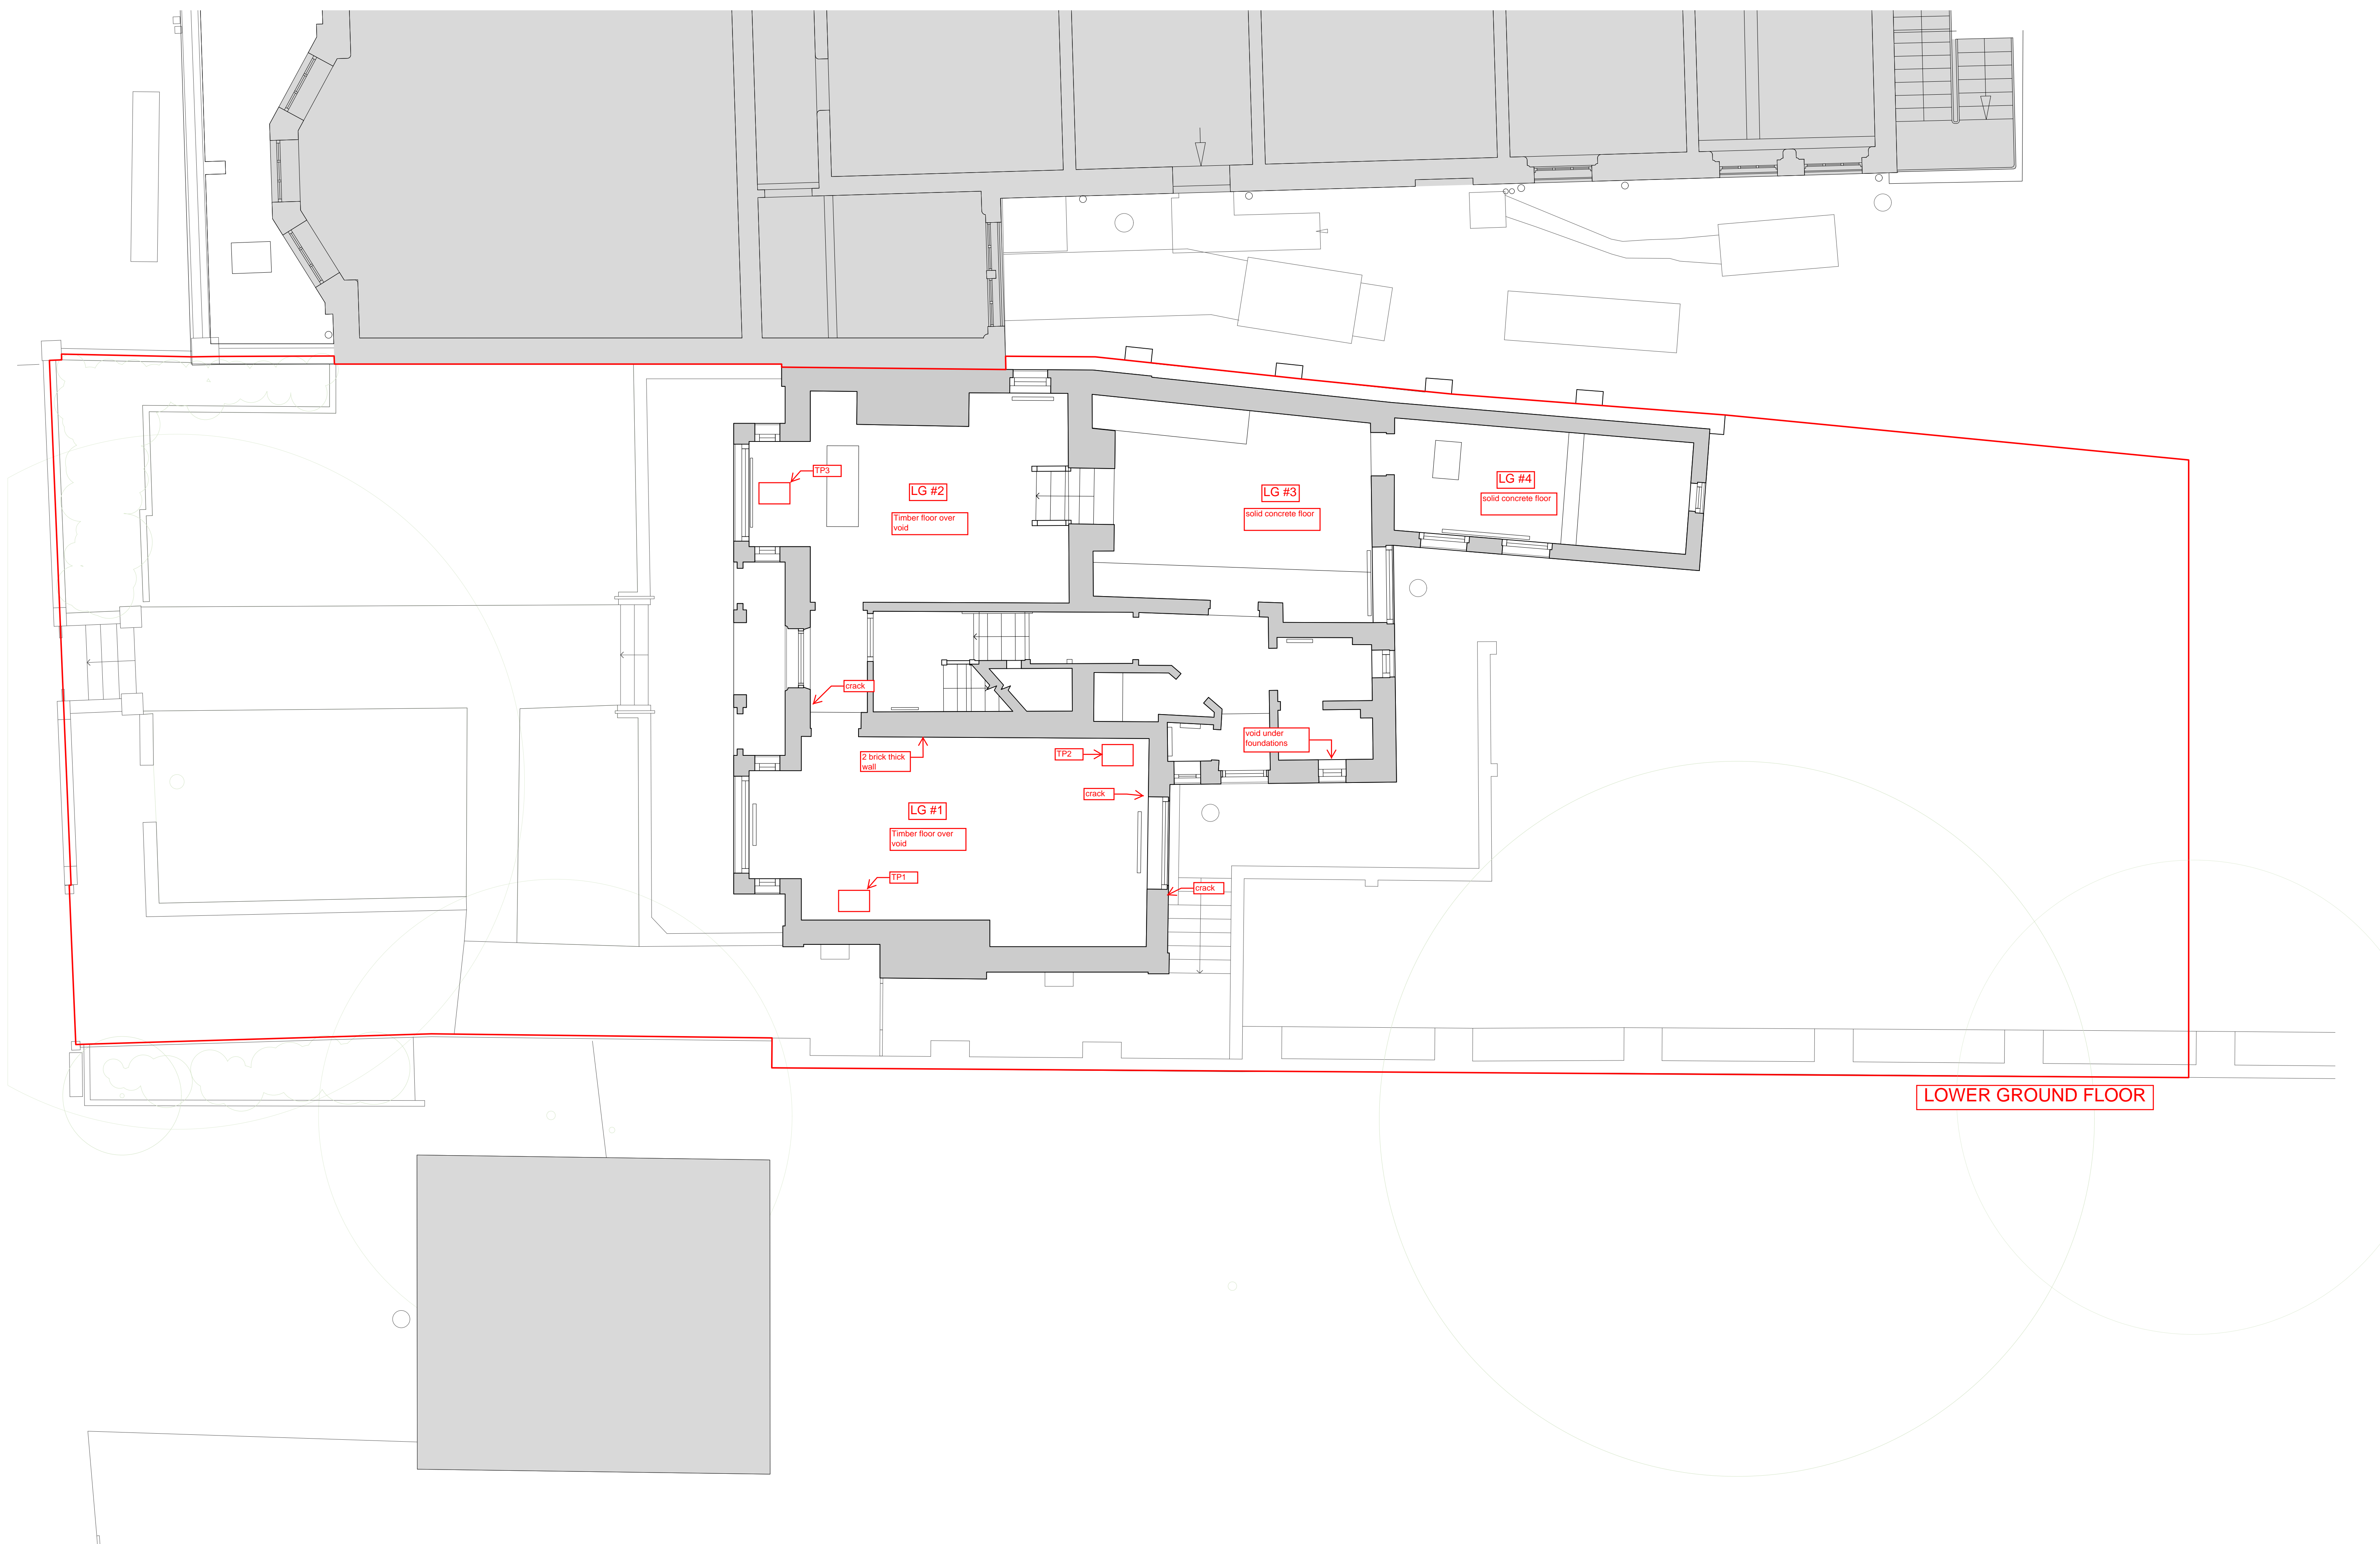 TP3
LG #2
Timber floor over
void
LG #3
solid concrete floor
LG #4
solid concrete floor
crack
2 brick thick
wall
TP2
void under
foundations
crack
LG #1
Timber floor over
void
TP1
crack
LOWER GROUND FLOOR